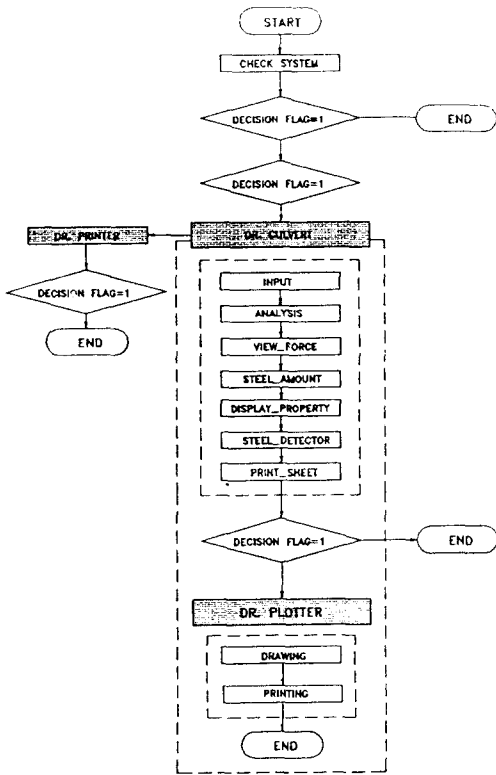 START
CHECK SYSTEM
DECISION FLAG=1
END
DECISION FLAG=1
DR. PRINTER
DR. CULVERT
DECISION FLAG=1
END
INPUT
ANALYSIS
VIEW_FORCE
STEEL_AMOUNT
DISPLAY_PROPERTY
STEEL_DETECTOR
PRINT_SHEET
DECISION FLAG=1
END
DR. PLOTTER
DRAWING
PRINTING
END